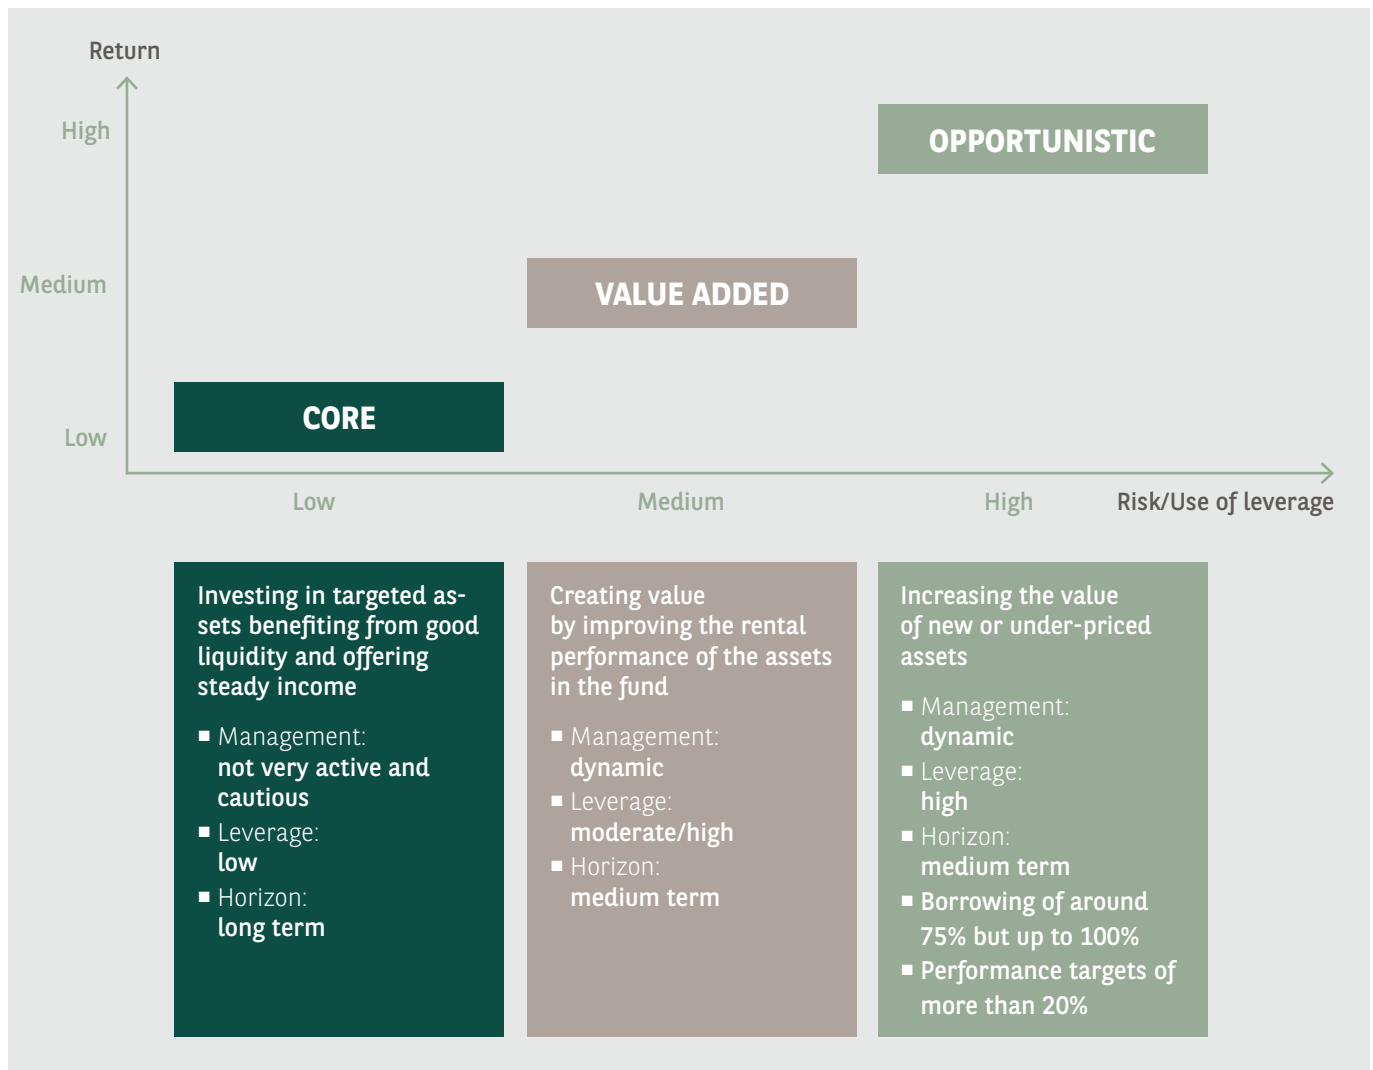 Return
High
OPPORTUNISTIC
Medium
VALUE ADDED
CORE
Low
Low
Medium
High
Risk/Use of leverage
Investing in targeted as-
sets benefiting from good
liquidity and offering
steady income
■ Management:
not very active and
cautious
■ Leverage:
low
■ Horizon:
long term
Creating value
by improving the rental
performance of the assets
in the fund
■ Management:
dynamic
■ Leverage:
moderate/high
■ Horizon:
medium term
Increasing the value
of new or under-priced
assets
■ Management:
dynamic
■ Leverage:
high
■ Horizon:
medium term
■ Borrowing of around
75% but up to 100%
■ Performance targets of
more than 20%